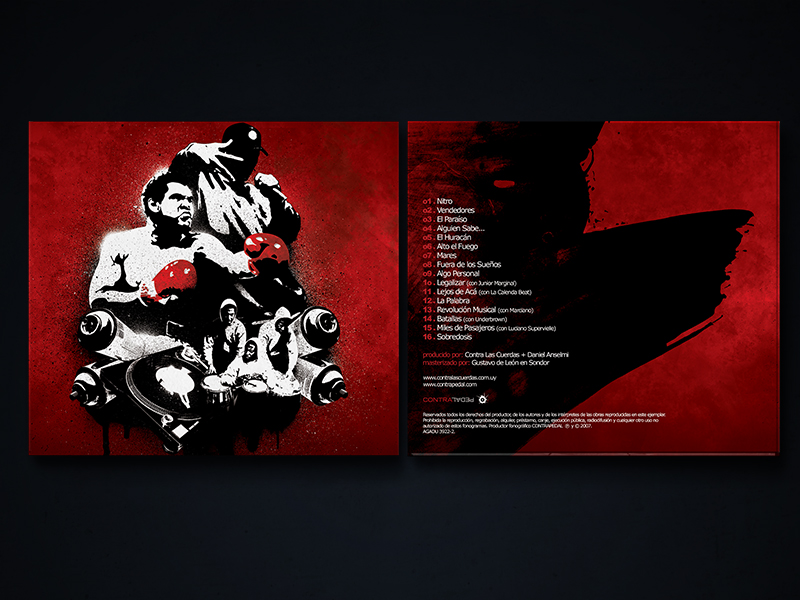 01 . Nitro
02 . Vendedores
03 . El Paraíso
04 . Alguien Sabe...
05 . El Huracán
06 . Alto el Fuego
07 . Mares
08 . Fuera de los Sueños
09 . Algo Personal
10 . Legalizar (con Junior Marginal)
11 . Lejos de Acá (con La Calenda Beat)
12 . La Palabra
13 . Revolución Musical (con Marciano)
14 . Batallas (con Underbrown)
15 . Miles de Pasajeros (con Luciano Supervielle)
16 . Sobredosis
producido por: Contra Las Cuerdas + Daniel Anselmi
masterizado por: Gustavo de León en Sondor
www.contralascuerdas.com.uy
www.contrapedal.com
CONTRAPEDAL
Reservados todos los derechos del productor, de los autores y de los intérpretes de las obras reproducidas en este ejemplar.
Prohibida la reproducción, regrabación, alquiler, préstamo, canje, ejecución pública, radiodifusión y cualquier otro uso no
autorizado de estos fonogramas. Productor fonográfico CONTRAPEDAL ℗ y © 2007.
AGADU 3922-2.